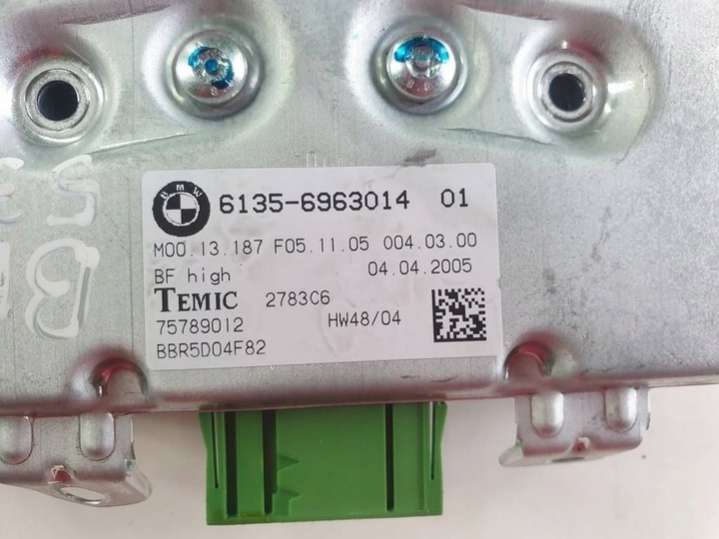 BMW
6135-6963014 01
M00.13.187 F05.11.05 004.03.00
BF high 04.04.2005
TEMIC 2783C6
75789012 HW48/04
BBR5D04F82